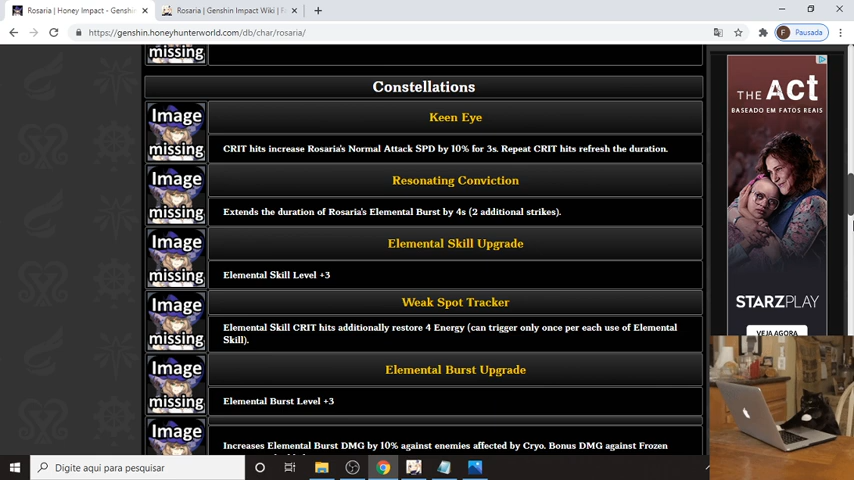 Rosaria | Honey Impact - Genshin
Rosaria | Genshin Impact Wiki | F
https://genshin.honeyhunterworld.com/db/char/rosaria/
F Pausada
missing
Constellations
Image missing
Keen Eye
CRIT hits increase Rosaria's Normal Attack SPD by 10% for 3s. Repeat CRIT hits refresh the duration.
Image missing
Resonating Conviction
Extends the duration of Rosaria's Elemental Burst by 4s (2 additional strikes).
Image missing
Elemental Skill Upgrade
Elemental Skill Level +3
Image missing
Weak Spot Tracker
Elemental Skill CRIT hits additionally restore 4 Energy (can trigger only once per each use of Elemental
Skill).
Image missing
Elemental Burst Upgrade
Elemental Burst Level +3
Image
Increases Elemental Burst DMG by 10% against enemies affected by Cryo. Bonus DMG against Frozen
THE ACT
BASEADO EM FATOS REAIS
STARZPLAY
VEJA AGORA
Digite aqui para pesquisar